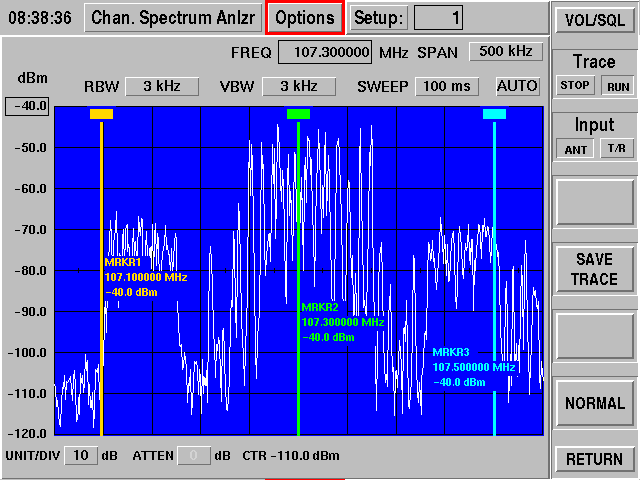 08:38:36 Chan. Spectrum Anlzr Options Setup: 1 VOL/SQL
FREQ 107.300000 MHz SPAN 500 kHz
dBm RBW 3 kHz VBW 3 kHz SWEEP 100 ms AUTO
Trace
STOP RUN
Input
ANT T/R
SAVE
TRACE
NORMAL
RETURN
-40.0
-50.0
-60.0
-70.0
-80.0
-90.0
-100.0
-110.0
-120.0
MRKR1
107.100000 MHz
-40.0 dBm
MRKR2
107.300000 MHz
-40.0 dBm
MRKR3
107.500000 MHz
-40.0 dBm
UNIT/DIV 10 dB ATTEN 0 dB CTR -110.0 dBm